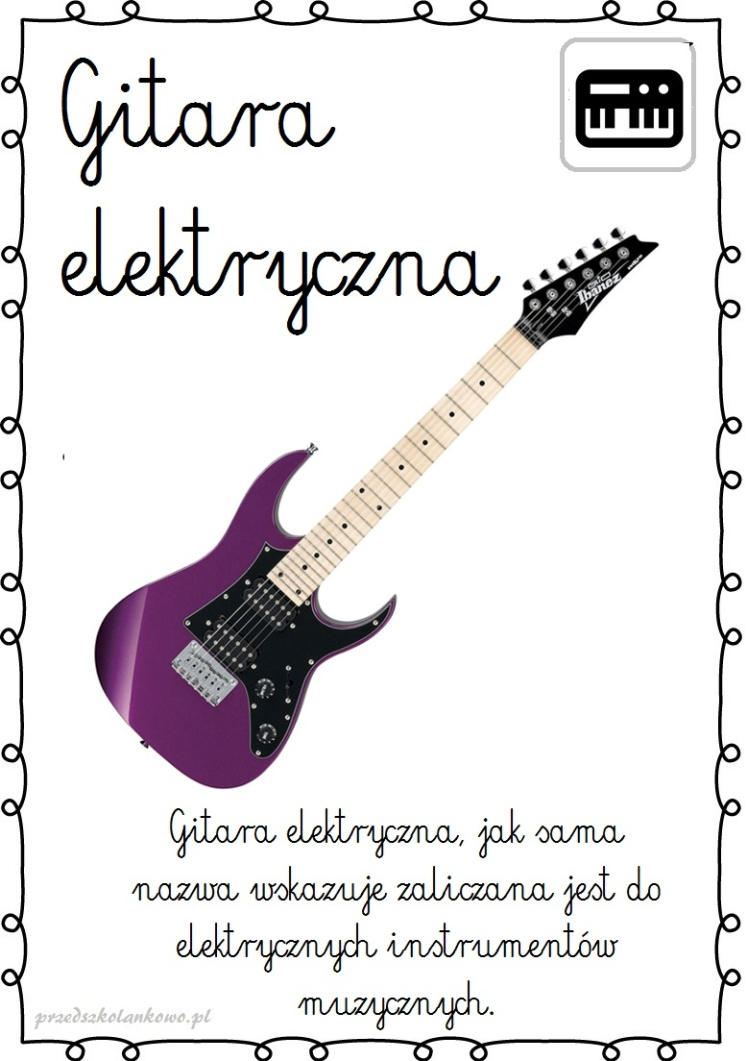 Gitara
elektryczna
Ibanez
Gitara elektryczna, jak sama
nazwa wskazuje zaliczana jest do
elektrycznych instrumentów
muzycznych.
przedszkolankowo.pl